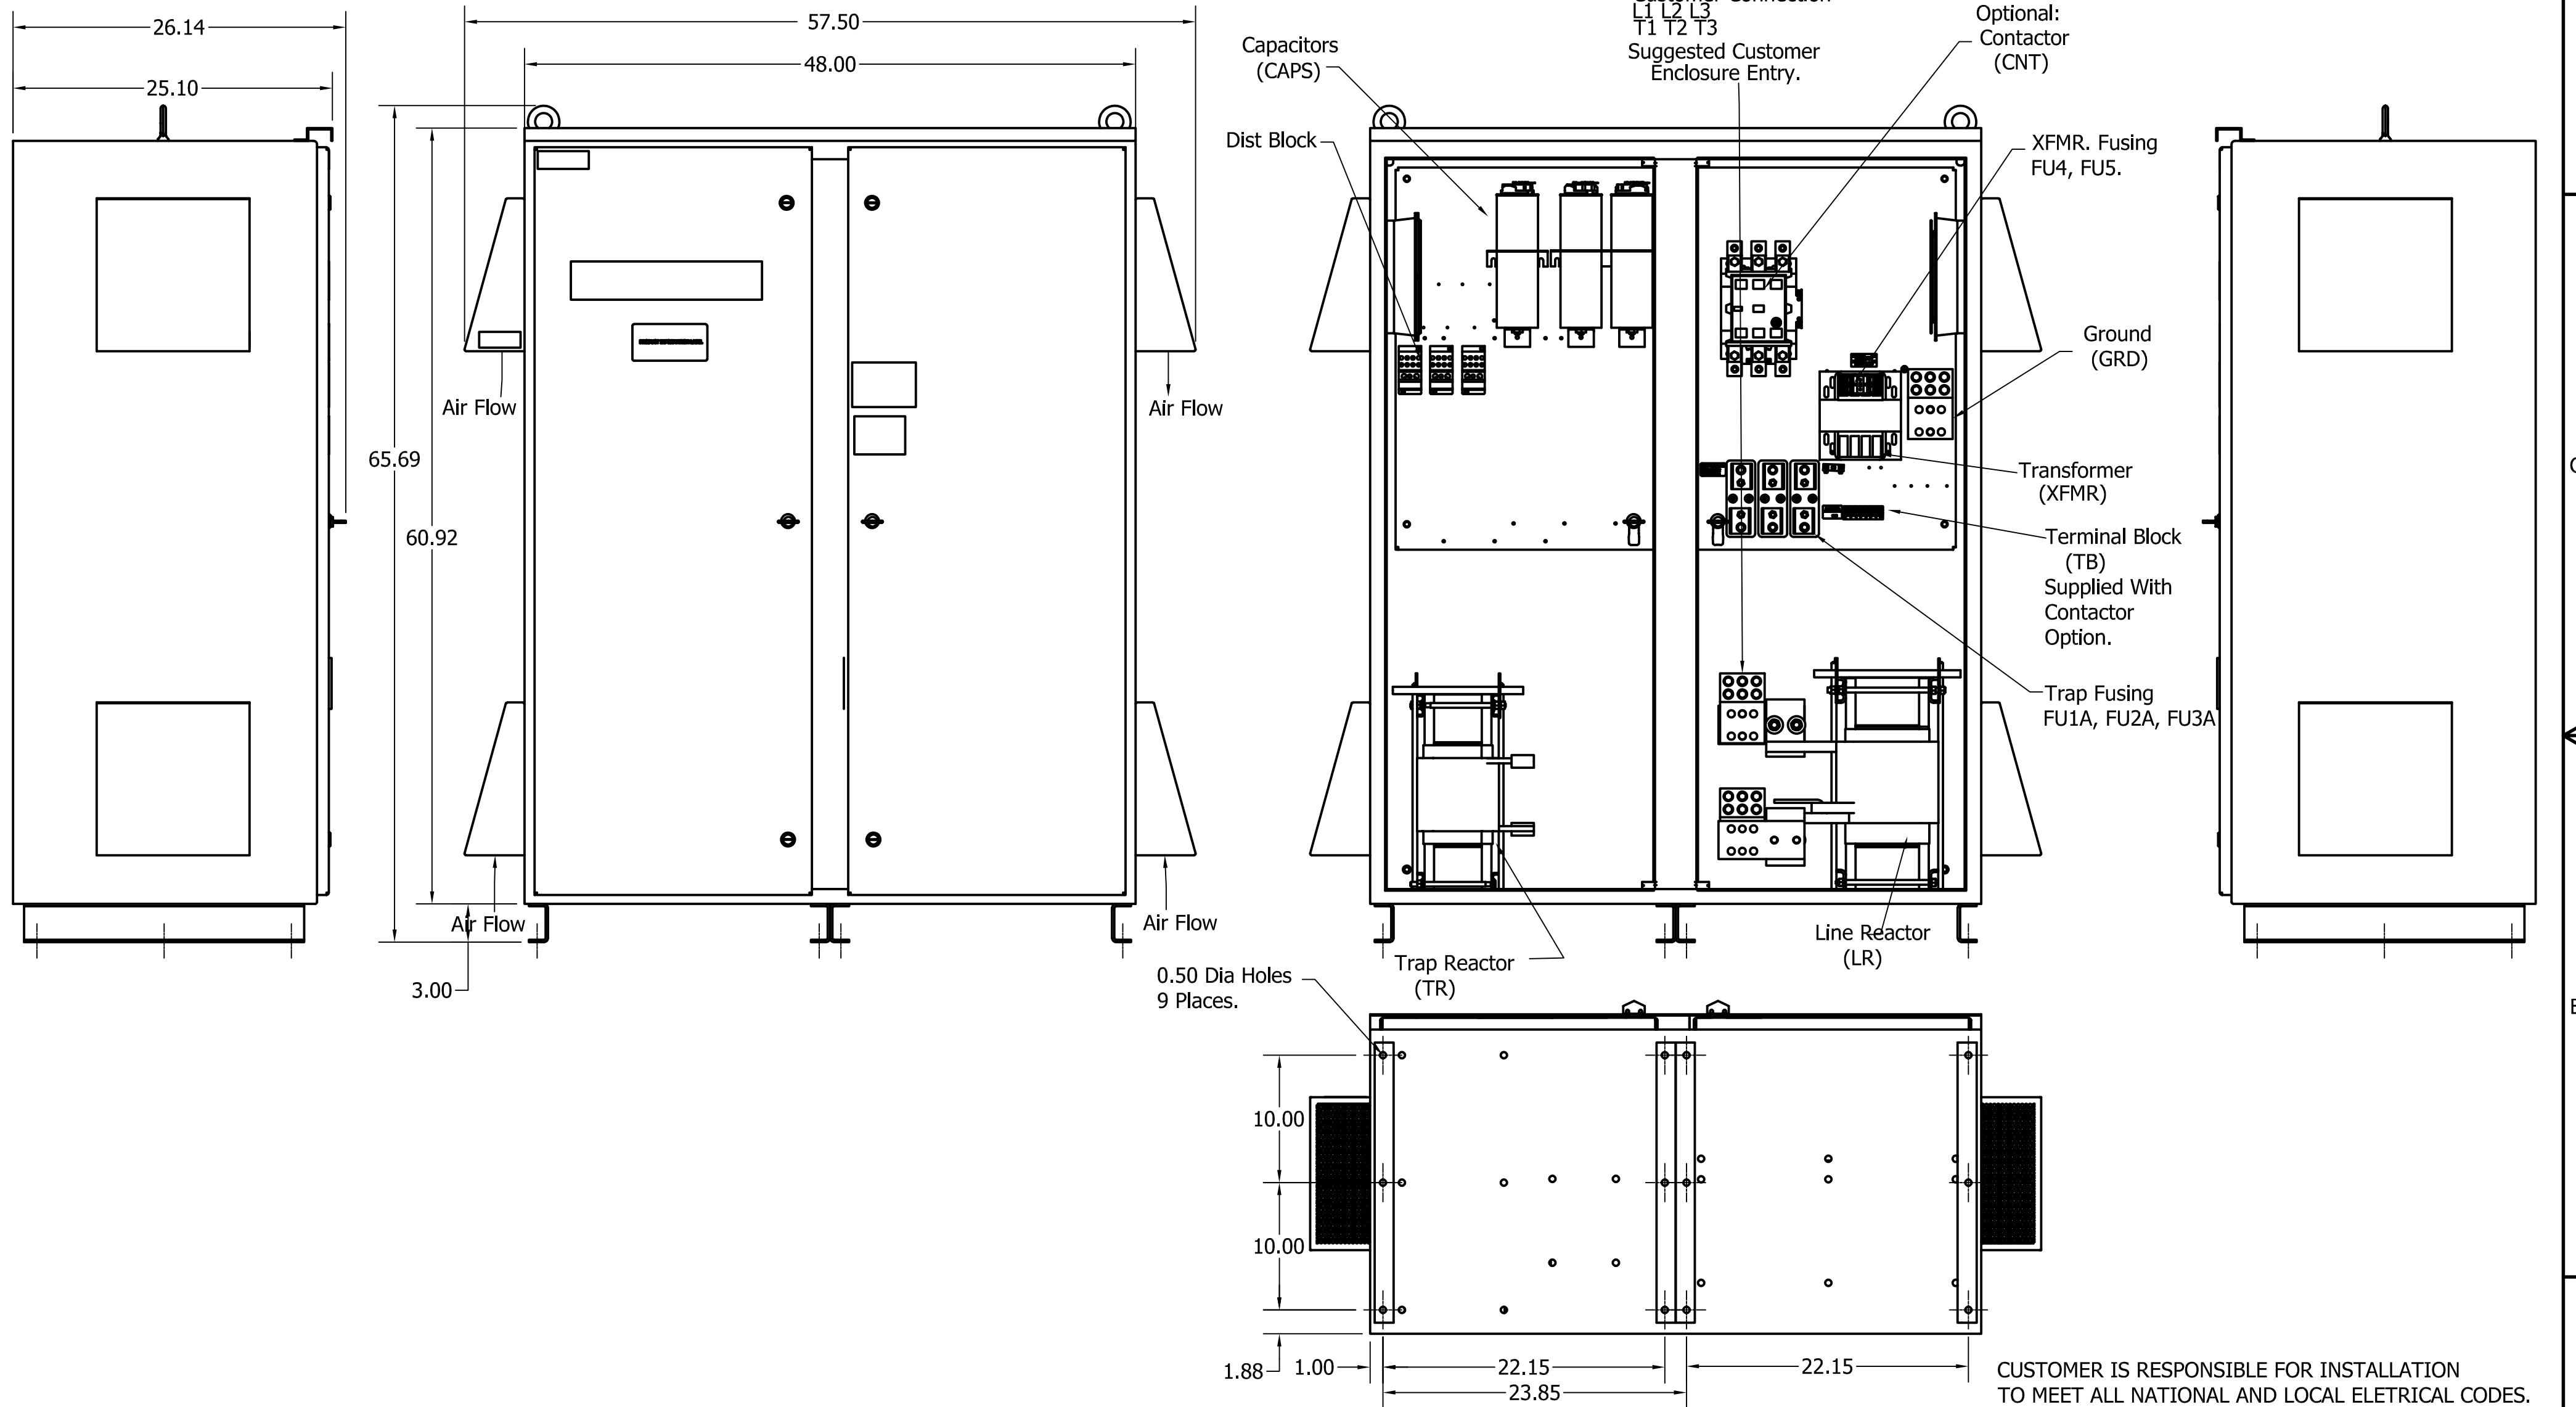 26.14
25.10
57.50
48.00
65.69
60.92
3.00
Air Flow
Air Flow
Air Flow
Air Flow
Customer Connection
L1 L2 L3
T1 T2 T3
Suggested Customer
Enclosure Entry.
Capacitors
(CAPS)
Dist Block
Optional:
Contactor
(CNT)
XFMR. Fusing
FU4, FU5.
Ground
(GRD)
Transformer
(XFMR)
Terminal Block
(TB)
Supplied With
Contactor
Option.
Trap Fusing
FU1A, FU2A, FU3A
Line Reactor
(LR)
Trap Reactor
(TR)
0.50 Dia Holes
9 Places.
10.00
10.00
1.88
1.00
22.15
22.15
23.85
CUSTOMER IS RESPONSIBLE FOR INSTALLATION
TO MEET ALL NATIONAL AND LOCAL ELETRICAL CODES.